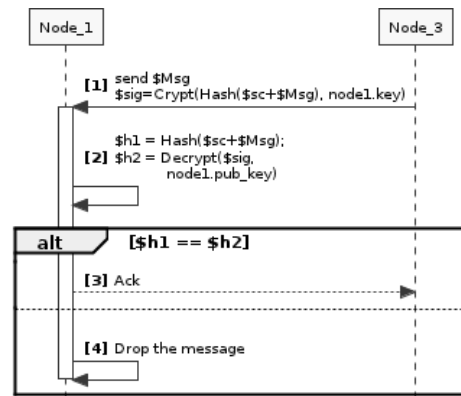 Node_1
Node_3
[1] send $Msg
$sig=Crypt(Hash($sc+$Msg), node1.key)
[2] $h1 = Hash($sc+$Msg);
$h2 = Decrypt($sig,
node1.pub_key)
alt [$h1 == $h2]
[3] Ack
[4] Drop the message